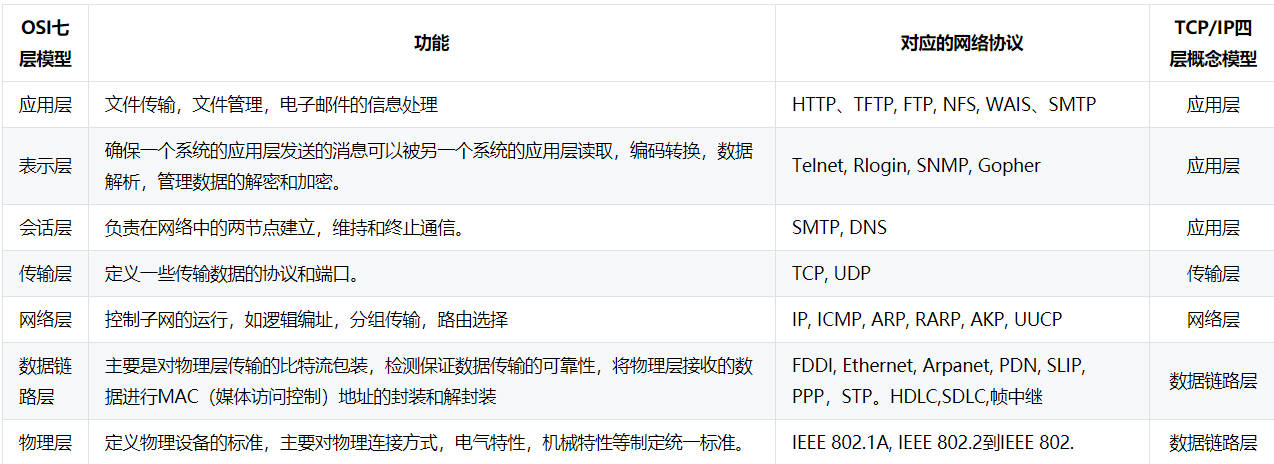 OSI七 功能 对应的网络协议 TCP/IP四
层模型 层概念模型
应用层 文件传输，文件管理，电子邮件的信息处理 HTTP、TFTP, FTP, NFS, WAIS、SMTP 应用层
表示层 确保一个系统的应用层发送的消息可以被另一个系统的应用层读取，编码转换，数据 Telnet, Rlogin, SNMP, Gopher 应用层
解析，管理数据的解密和加密。
会话层 负责在网络中的两节点建立，维持和终止通信。 SMTP, DNS 应用层
传输层 定义一些传输数据的协议和端口。 TCP, UDP 传输层
网络层 控制子网的运行，如逻辑编址，分组传输，路由选择 IP, ICMP, ARP, RARP, AKP, UUCP 网络层
数据链 主要是对物理层传输的比特流包装，检测保证数据传输的可靠性，将物理层接收的数 FDDI, Ethernet, Arpanet, PDN, SLIP, 数据链路层
路层 据进行MAC（媒体访问控制）地址的封装和解封装 PPP，STP。HDLC,SDLC,帧中继
物理层 定义物理设备的标准，主要对物理连接方式，电气特性，机械特性等制定统一标准。 IEEE 802.1A, IEEE 802.2到IEEE 802. 数据链路层